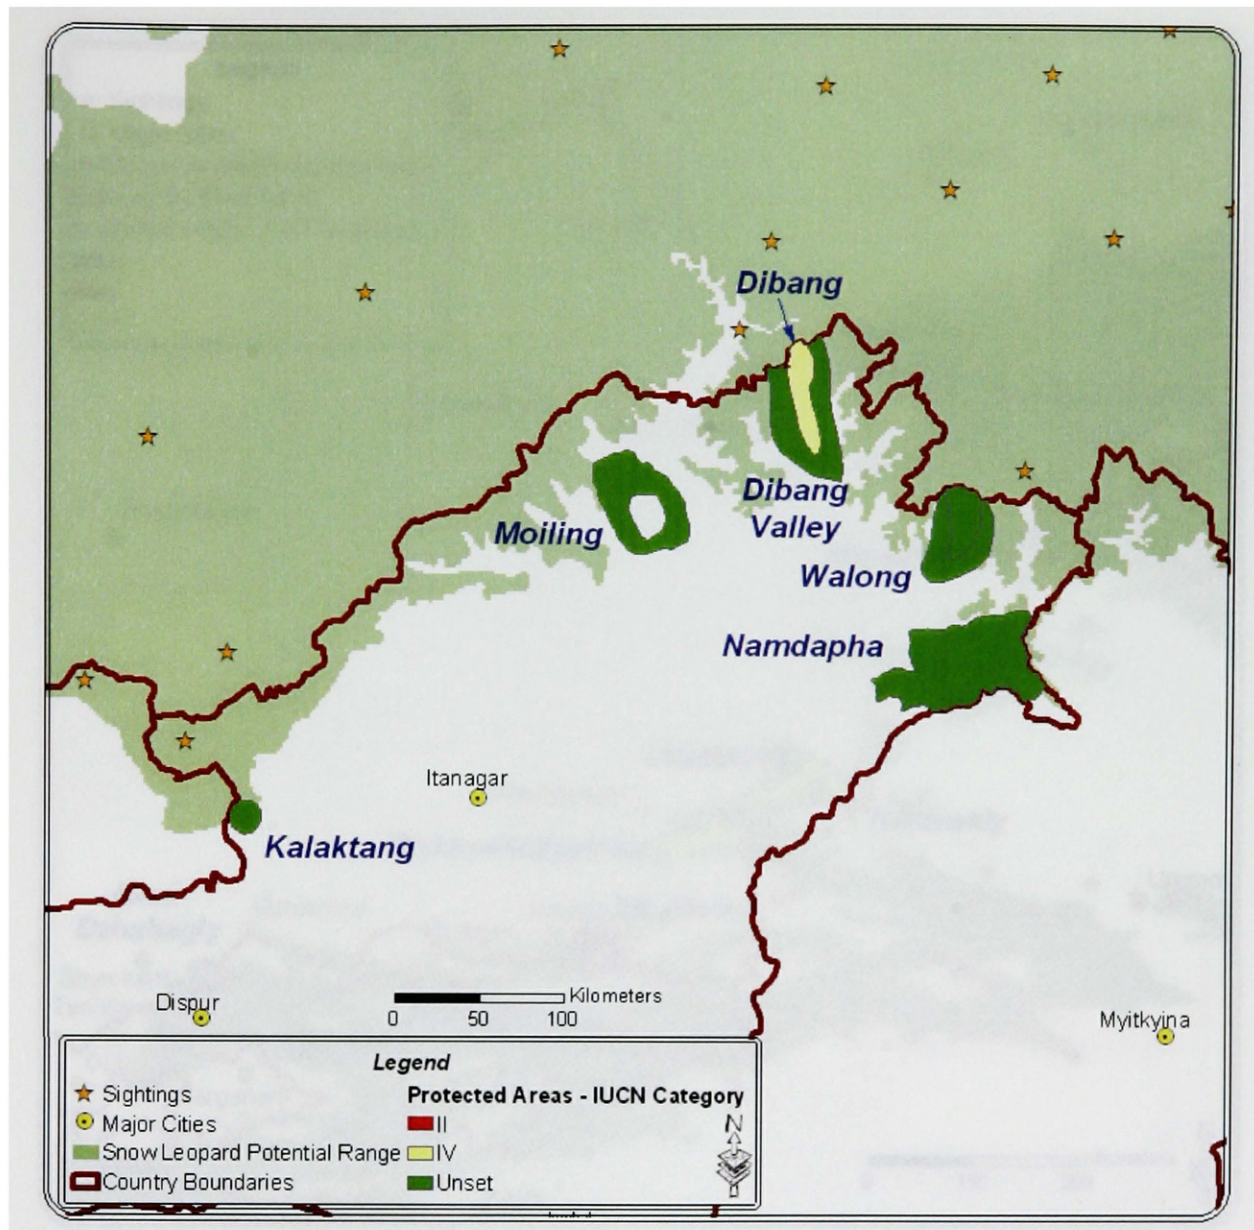 Dibang
Dibang
Valley
Moiling
Walong
Namdapha
Itanagar
Kalaktang
Dispur
Kilometers
0 50 100
Myitkyina
Legend
Sightings
Major Cities
Snow Leopard Potential Range
Country Boundaries
Protected Areas - IUCN Category
II
IV
Unset
N